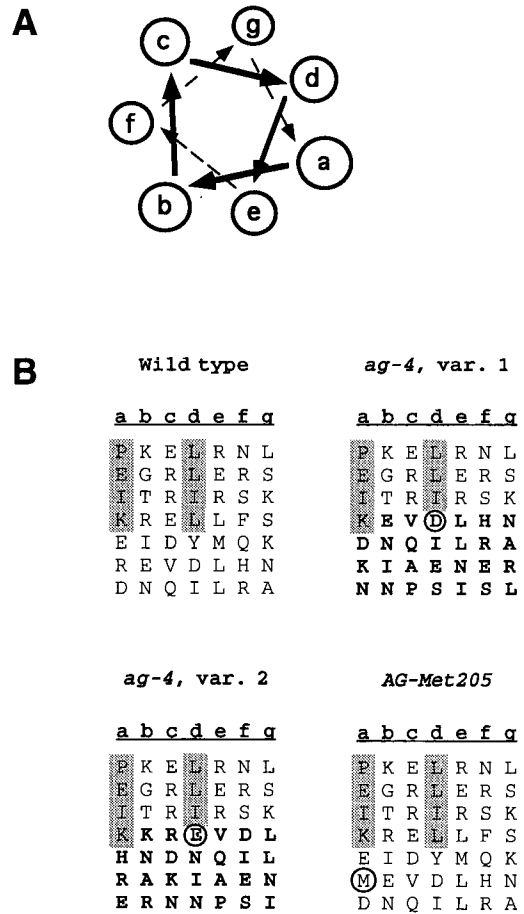 A
c g d a e b f
B
Wild type
a b c d e f g
P K E L R N L
E G R L E R S
I T R I R S K
K R E L L F S
E I D Y M Q K
R E V D L H N
D N Q I L R A
ag-4, var. 1
a b c d e f g
P K E L R N L
E G R L E R S
I T R I R S K
K E V D L H N
D N Q I L R A
K I A E N E R
N N P S I S L
ag-4, var. 2
a b c d e f g
P K E L R N L
E G R L E R S
I T R I R S K
K K R E V D L
H N D N Q I L
R A K I A E N
E R N N P S I
AG-Met205
a b c d e f g
P K E L R N L
E G R L E R S
I T R I R S K
K R E L L F S
E I D Y M Q K
M E V D L H N
D N Q I L R A